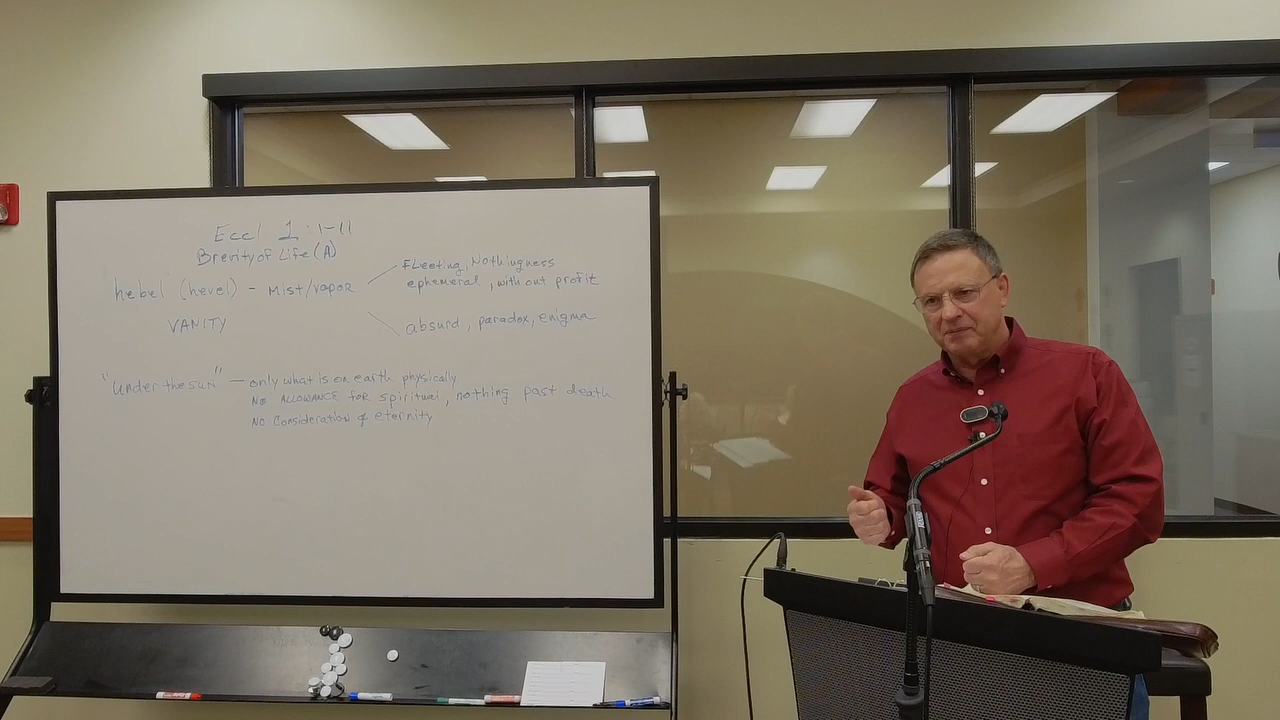 Eccl 1:1-11
Brevity of Life (A)
hebel (hevel) - Mist/vapor
Fleeting, Nothingness
ephemeral, without profit
VANITY
absurd, paradox, enigma
"under the sun" - only what is on earth physically
NO ALLOWANCE for spiritual, nothing past death
NO Consideration of eternity